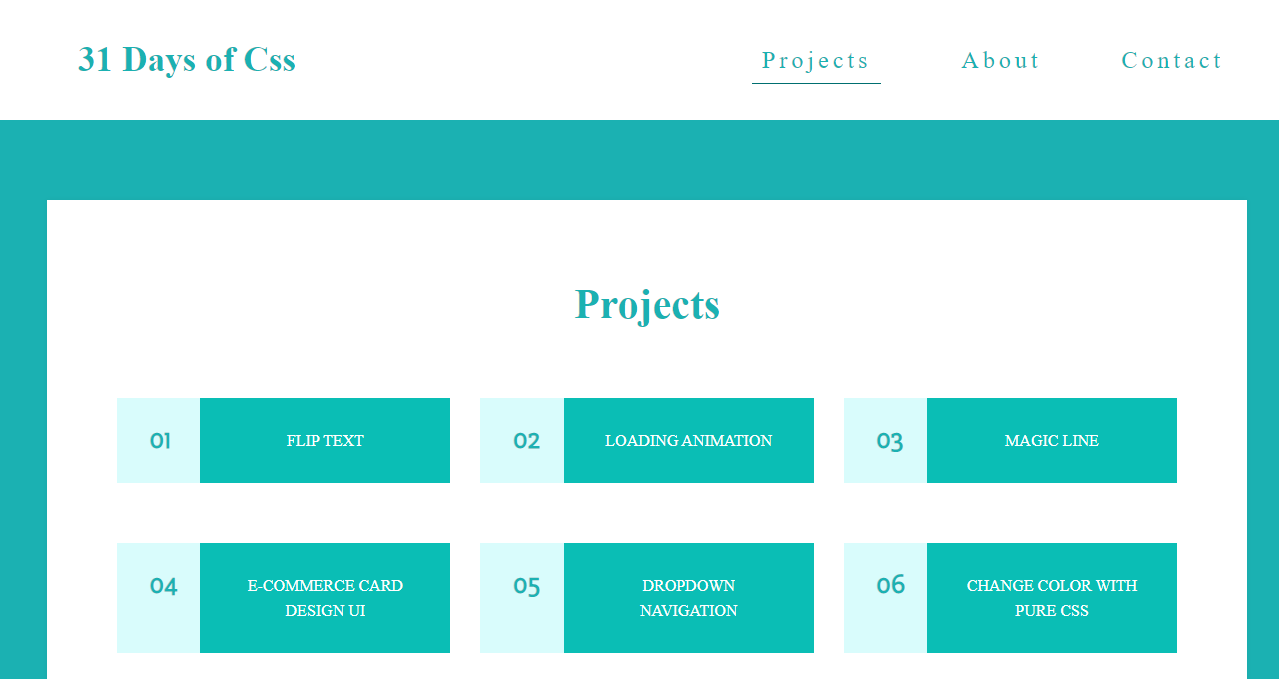 31 Days of Css
Projects About Contact
Projects
01 FLIP TEXT
02 LOADING ANIMATION
03 MAGIC LINE
04 E-COMMERCE CARD
DESIGN UI
05 DROPDOWN
NAVIGATION
06 CHANGE COLOR WITH
PURE CSS